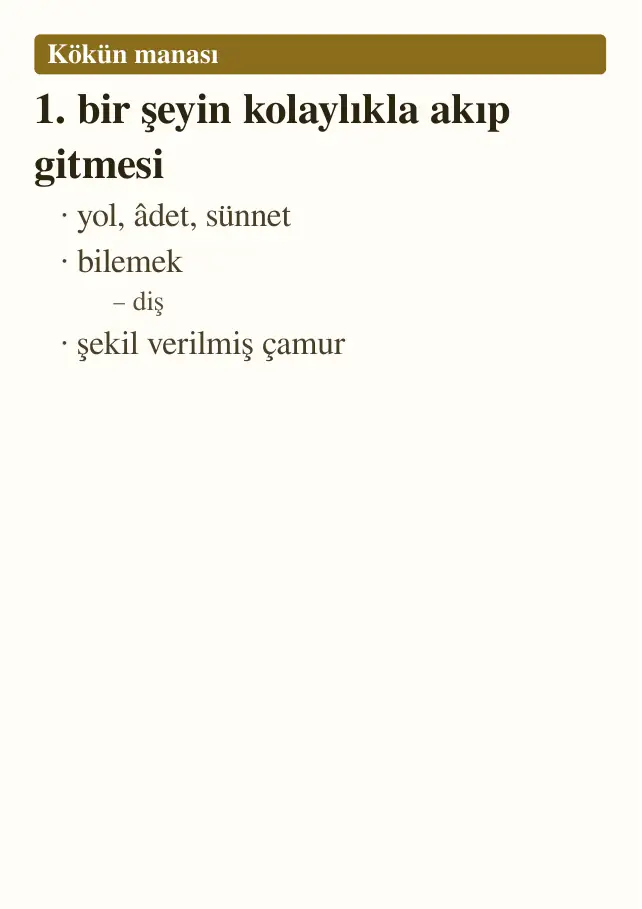 Kökün manası
1. bir şeyin kolaylıkla akıp
gitmesi
· yol, âdet, sünnet
· bilemek
– diş
· şekil verilmiş çamur